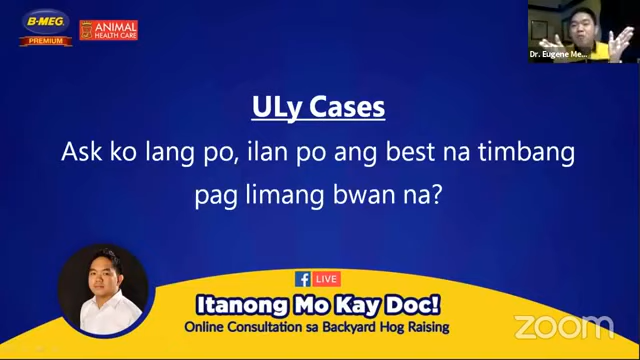 B-MEG
PREMIUM
ANIMAL
HEALTH CARE
Dr. Eugene Me...
ULy Cases
Ask ko lang po, ilan po ang best na timbang
pag limang bwan na?
LIVE
Itanong Mo Kay Doc!
Online Consultation sa Backyard Hog Raising
zoom